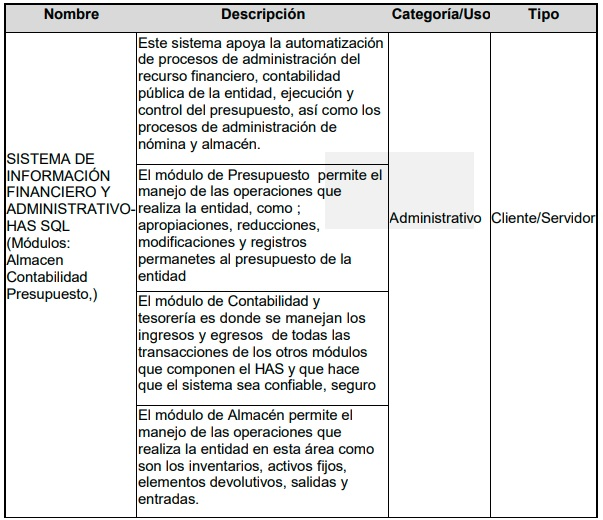 Nombre Descripción Categoría/Uso Tipo
SISTEMA DE
INFORMACIÓN
FINANCIERO Y
ADMINISTRATIVO-
HAS SQL
(Módulos:
Almacen
Contabilidad
Presupuesto,)
Este sistema apoya la automatización
de procesos de administración del
recurso financiero, contabilidad
pública de la entidad, ejecución y
control del presupuesto, así como los
procesos de administración de
nómina y almacén.
El módulo de Presupuesto permite el
manejo de las operaciones que
realiza la entidad, como ;
apropiaciones, reducciones,
modificaciones y registros
permanetes al presupuesto de la
entidad
El módulo de Contabilidad y
tesorería es donde se manejan los
ingresos y egresos de todas las
transacciones de los otros módulos
que componen el HAS y que hace
que el sistema sea confiable, seguro
El módulo de Almacén permite el
manejo de las operaciones que
realiza la entidad en esta área como
son los inventarios, activos fijos,
elementos devolutivos, salidas y
entradas.
Administrativo
Cliente/Servidor